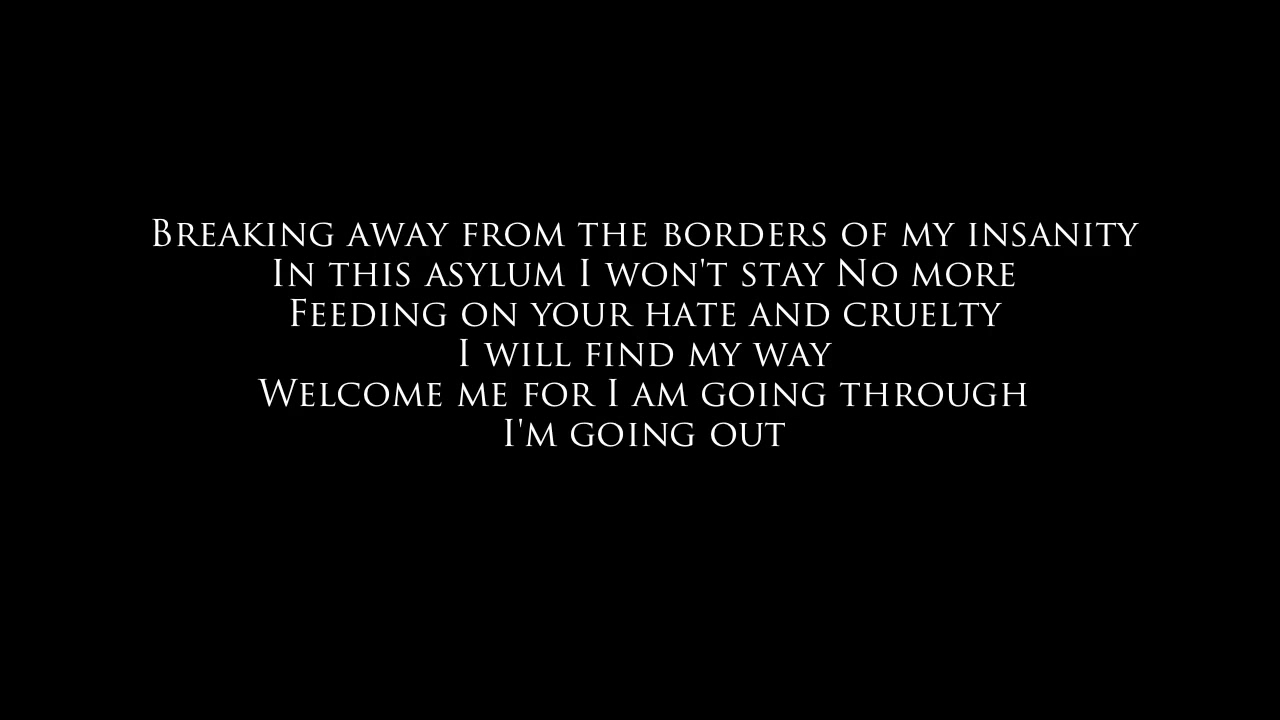 Breaking away from the borders of my insanity
In this asylum I won't stay No more
Feeding on your hate and cruelty
I will find my way
Welcome me for I am going through
I'm going out